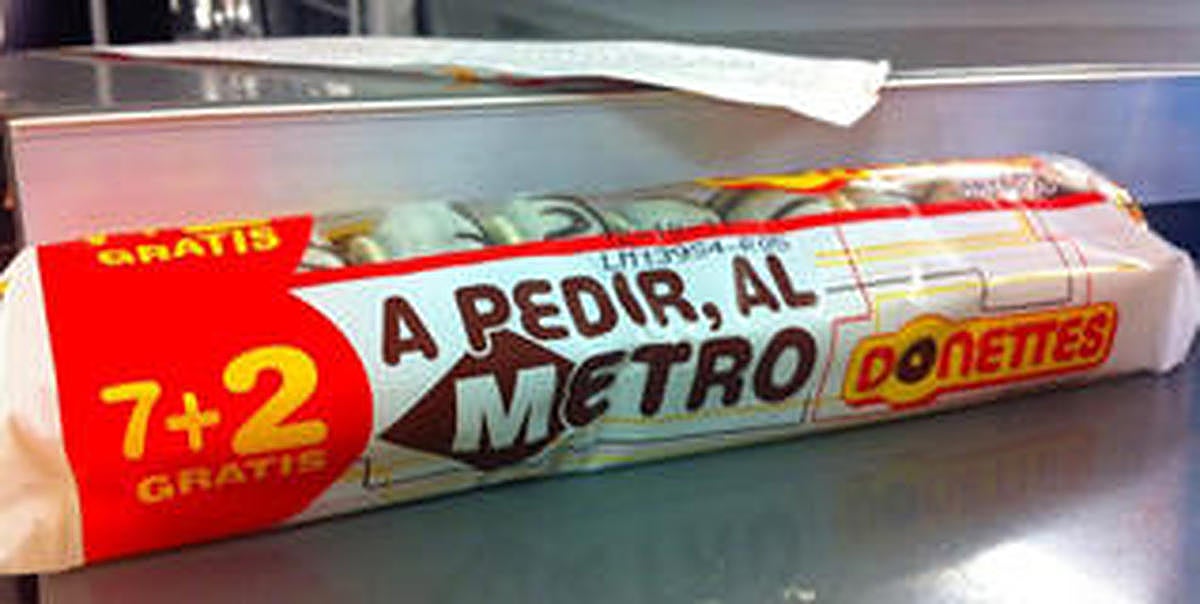 GRATIS
7+2
GRATIS
A PEDIR, AL
METRO
DONETTES